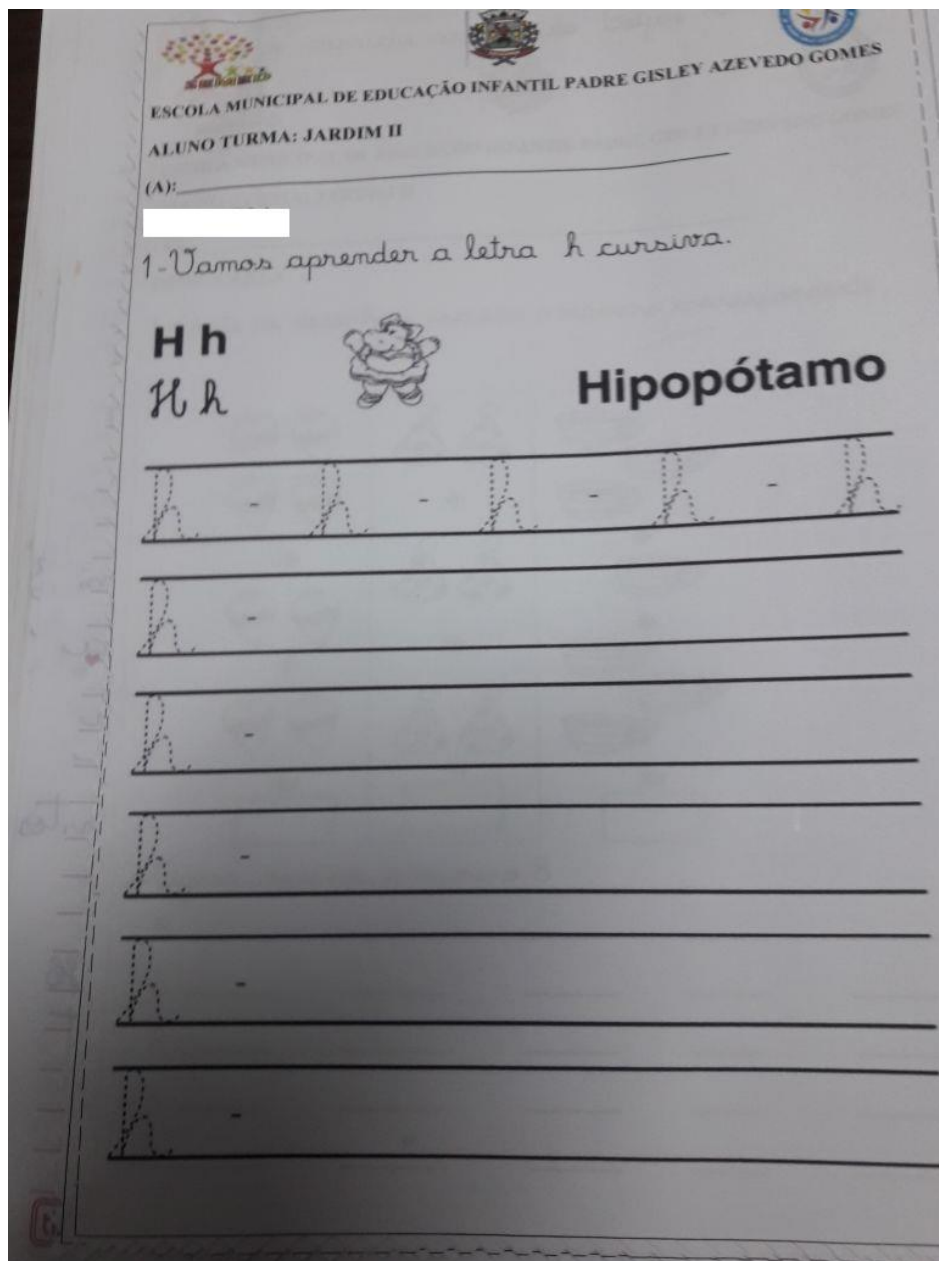 ESCOLA MUNICIPAL DE EDUCAÇÃO INFANTIL PADRE GISLEY AZEVEDO GOMES
ALUNO TURMA: JARDIM II
(A):
1-Vamos aprender a letra h cursiva.
H h
H h
Hipopótamo
h - h - h - h - h
h -
h -
h -
h -
h -